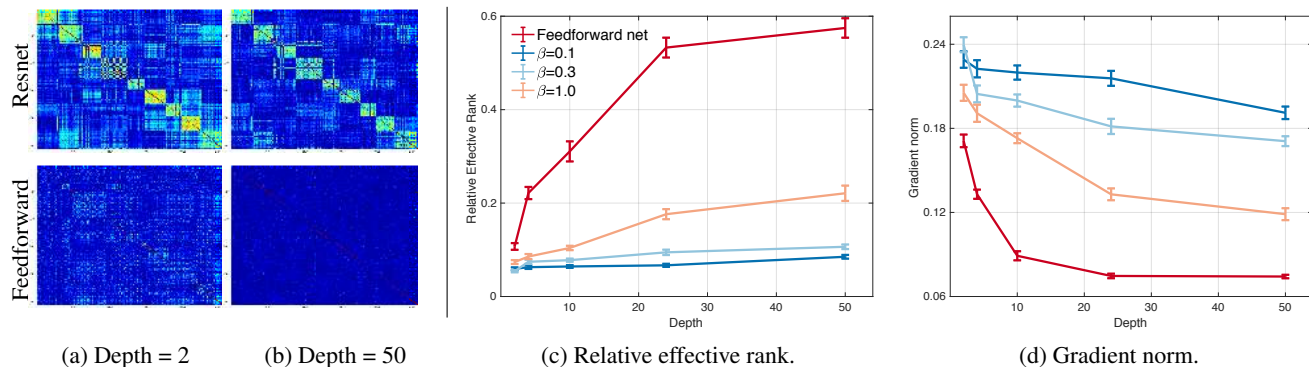 Resnet
Feedforward
(a) Depth = 2
(b) Depth = 50
Relative Effective Rank
0.6
0.4
0.2
0
Feedforward net
β=0.1
β=0.3
β=1.0
0 10 20 30 40 50
Depth
(c) Relative effective rank.
Gradient norm
0.24
0.18
0.12
0.06
0 10 20 30 40 50
Depth
(d) Gradient norm.